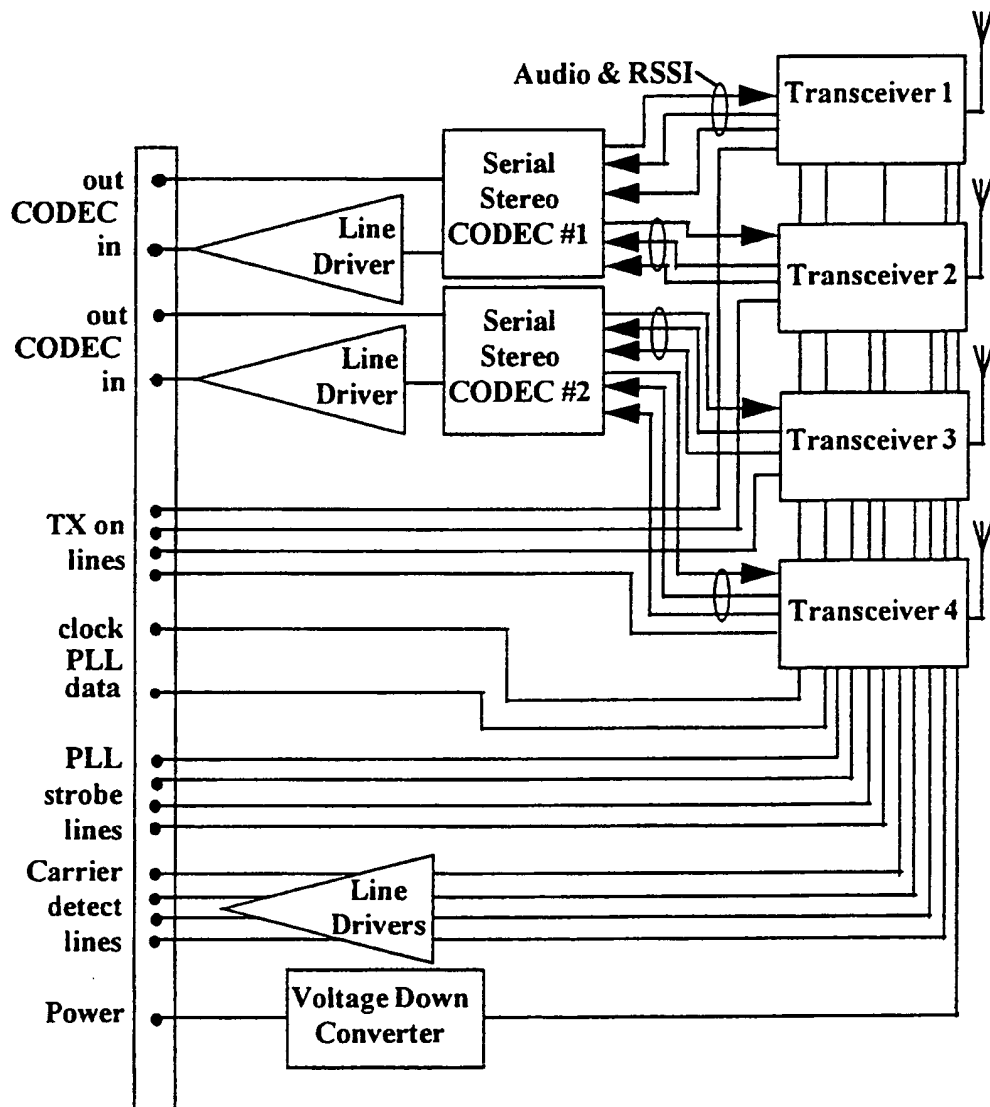 Audio & RSSI
Transceiver 1
out
CODEC
in
Line
Driver
Serial
Stereo
CODEC #1
Transceiver 2
out
CODEC
in
Line
Driver
Serial
Stereo
CODEC #2
Transceiver 3
TX on
lines
Transceiver 4
clock
PLL
data
PLL
strobe
lines
Carrier
detect
lines
Line
Drivers
Power
Voltage Down
Converter